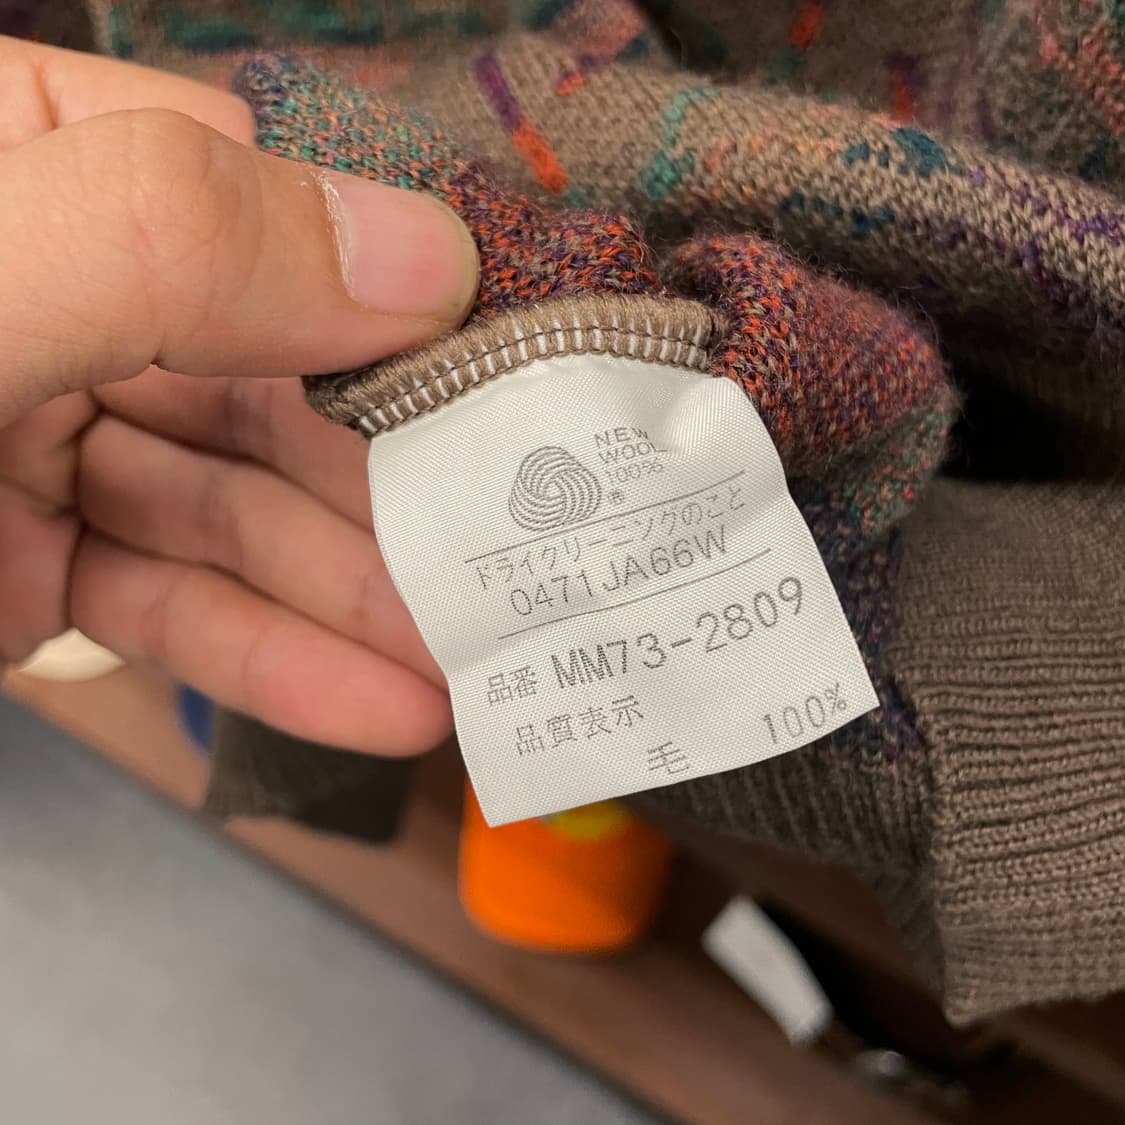 NEW
WOOL
100%
®
ドライクリーニングのこと
0471JA66W
品番 MM73-2809
品質表示
毛 100%